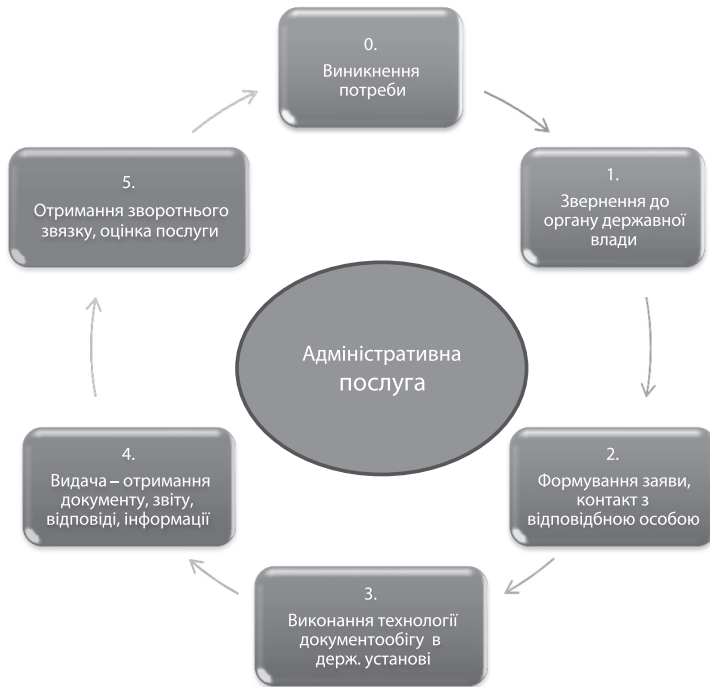 0.
Виникнення
потреби
1.
Звернення до
органу державної
влади
2.
Формування заяви,
контакт з
відповідбною особою
3.
Виконання технології
документообігу в
держ. установі
4.
Видача – отримання
документу, звіту,
відповіді, інформації
5.
Отримання зворотнього
звязку, оцінка послуги
Адміністративна
послуга